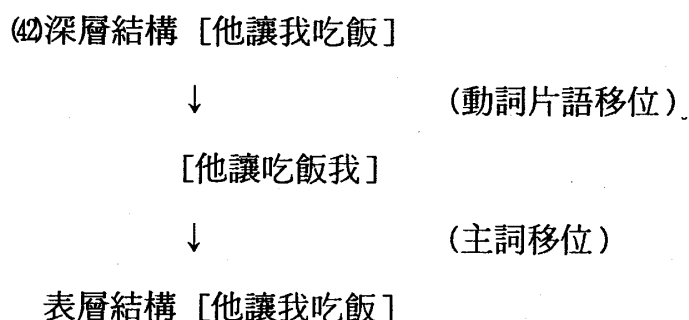 (42)深層結構 [他讓我吃飯]
↓ (動詞片語移位)
[他讓吃飯我]
↓ (主詞移位)
表層結構 [他讓我吃飯]